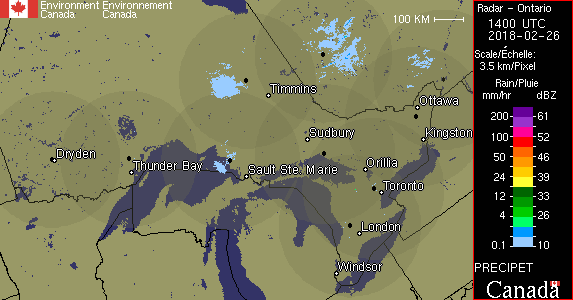 Environment Environnement
Canada Canada
100 KM
Timmins
Ottawa
Sudbury
Kingston
Dryden
Thunder Bay
Sault Ste. Marie
Orillia
Toronto
London
Windsor
Radar - Ontario
1400 UTC
2018-02-26
Scale/Échelle:
3.5 km/Pixel
Rain/Pluie
mm/hr dBZ
200 61
100 52
50 46
24 39
12 33
4 26
0.1 10
PRECIPET
Canada